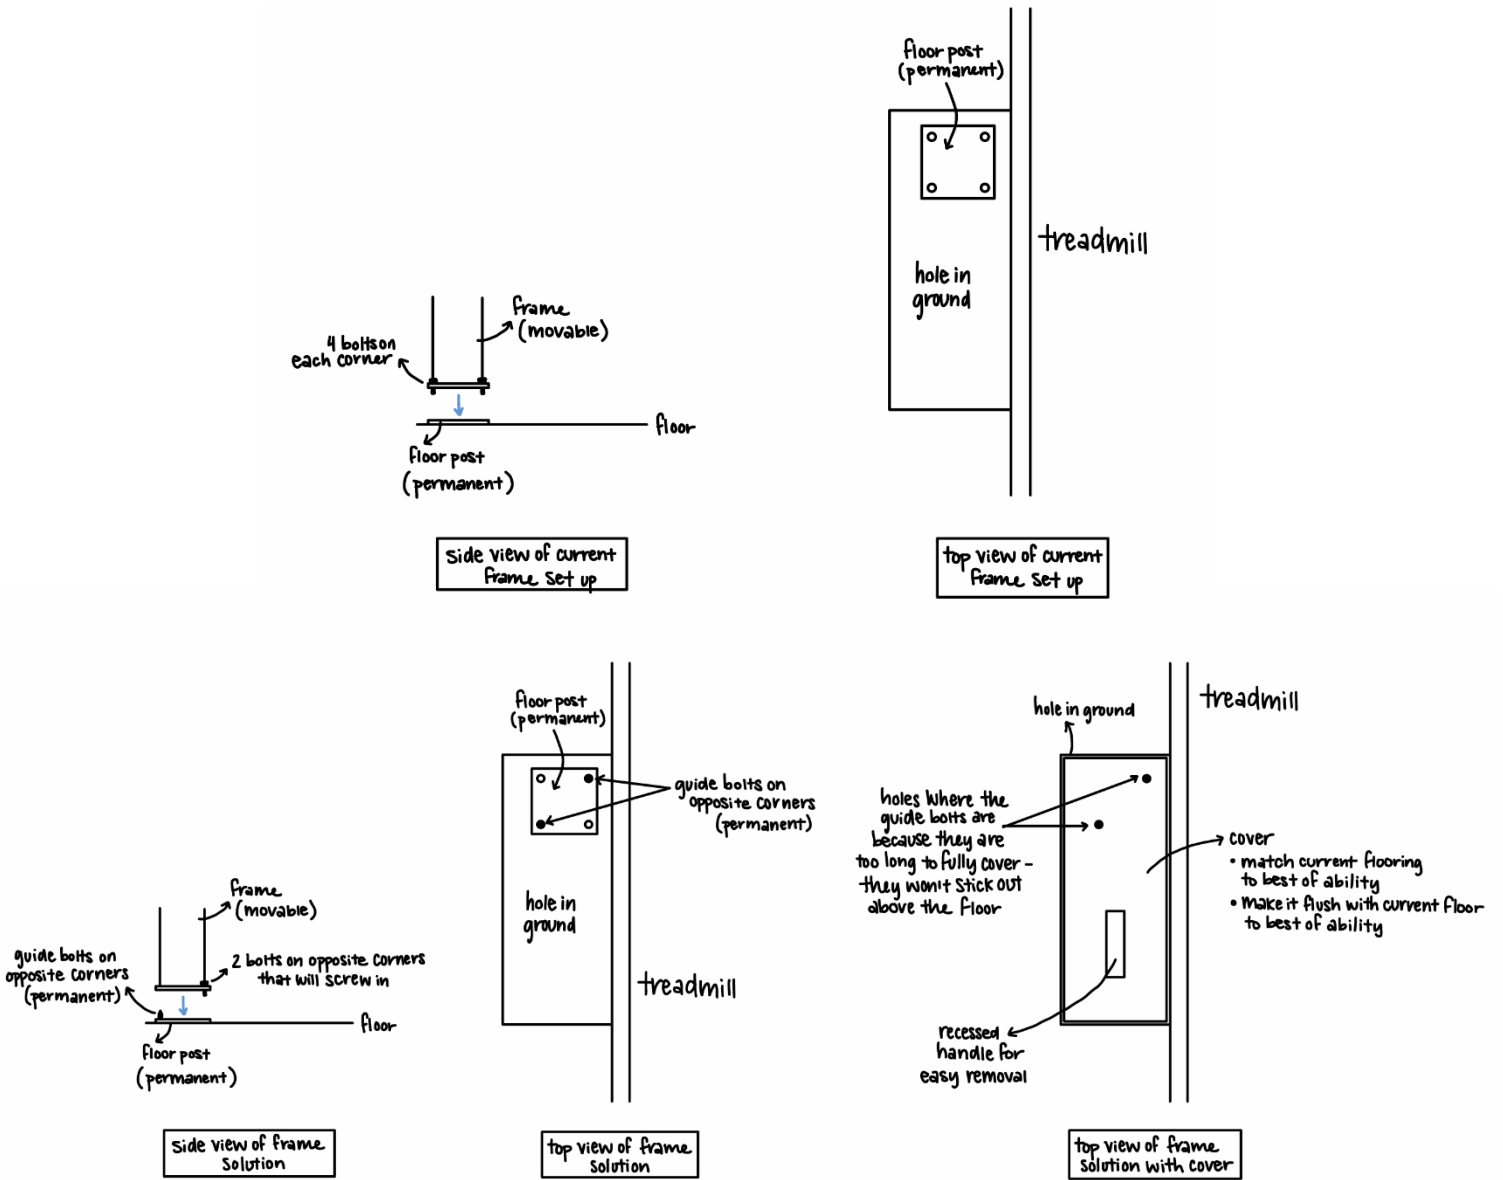 floor post
(permanent)
treadmill
hole in
ground
frame
(movable)
4 bolts on
each corner
floor
floor post
(permanent)
side view of current
frame set up
top view of current
frame set up
floor post
(permanent)
guide bolts on
opposite corners
(permanent)
hole in
ground
treadmill
frame
(movable)
guide bolts on
opposite corners
(permanent)
2 bolts on opposite corners
that will screw in
floor
floor post
(permanent)
hole in ground
treadmill
holes where the
guide bolts are
because they are
too long to fully cover -
they won't stick out
above the floor
cover
• match current flooring
to best of ability
• make it flush with current floor
to best of ability
recessed
handle for
easy removal
side view of frame
solution
top view of frame
solution
top view of frame
solution with cover